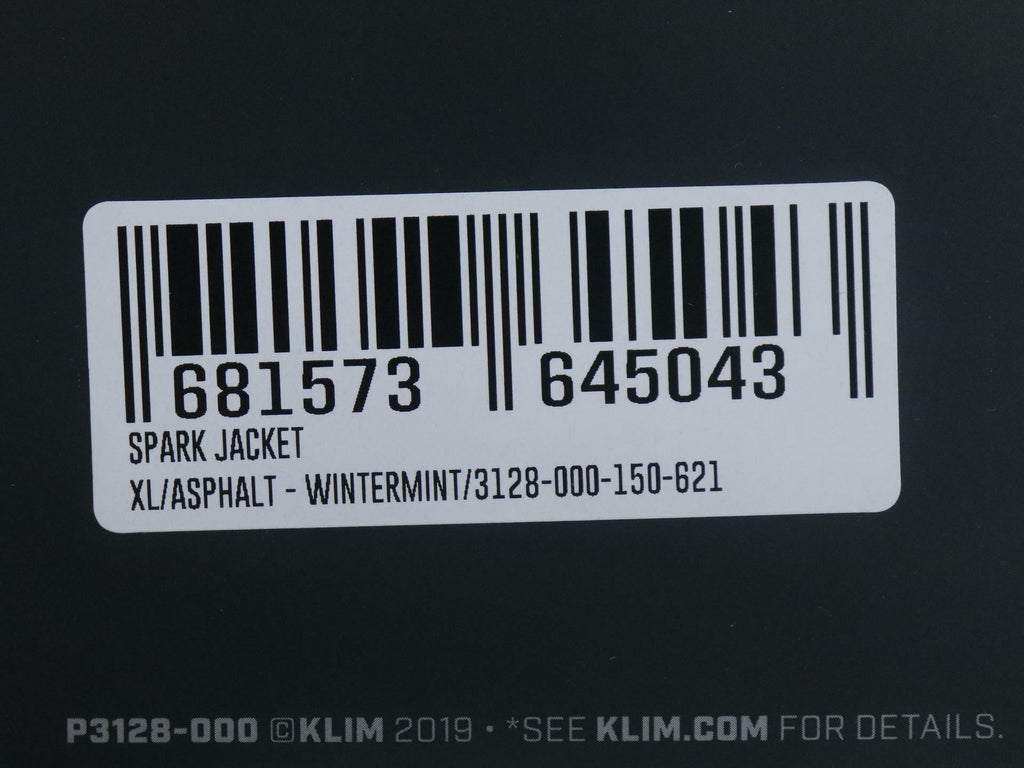 681573 645043
SPARK JACKET
XL/ASPHALT - WINTERMINT/3128-000-150-621
P3128-000 ©KLIM 2019 • *SEE KLIM.COM FOR DETAILS.